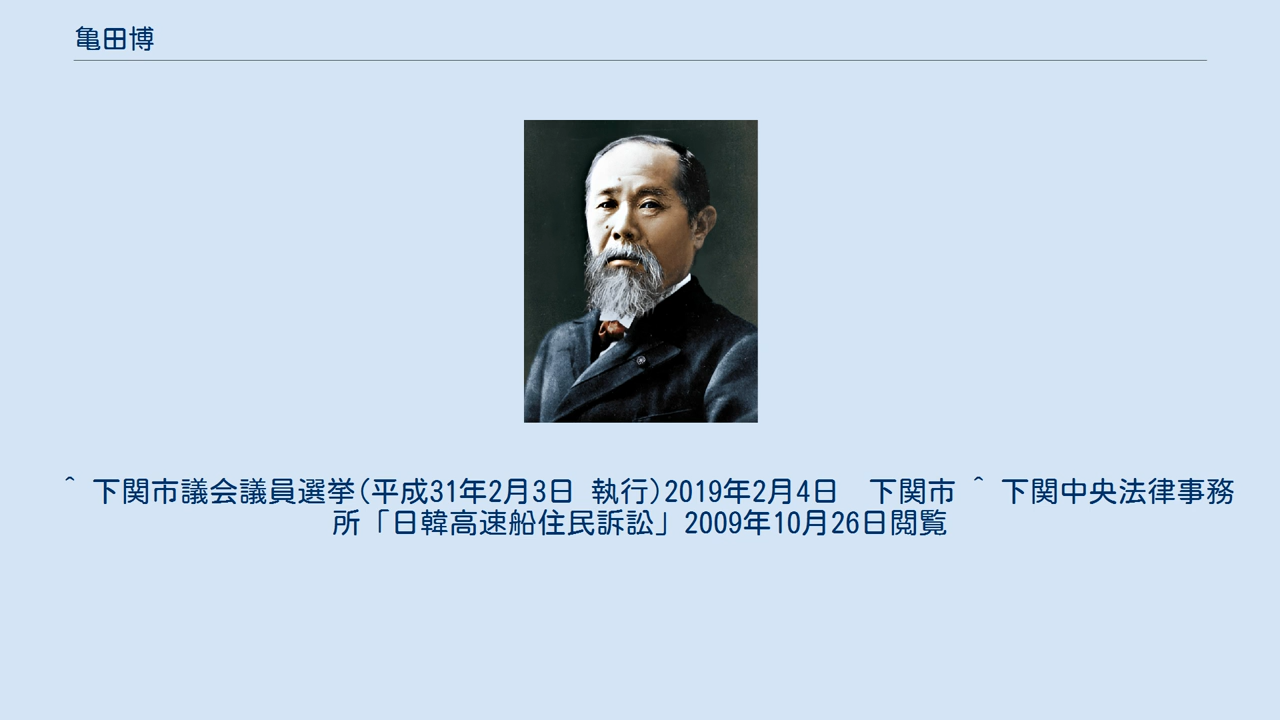 亀田博
^ 下関市議会議員選挙(平成31年2月3日 執行)2019年2月4日　下関市 ^ 下関中央法律事務
所「日韓高速船住民訴訟」2009年10月26日閲覧